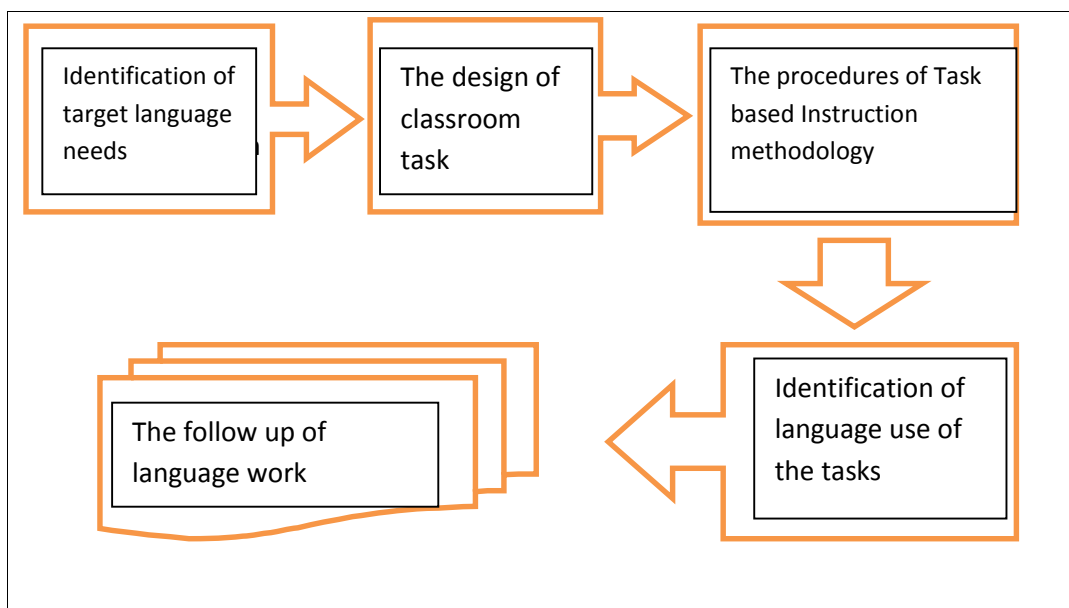 Identification of
target language
needs
The design of
classroom
task
The procedures of Task
based Instruction
methodology
Identification of
language use of
the tasks
The follow up of
language work